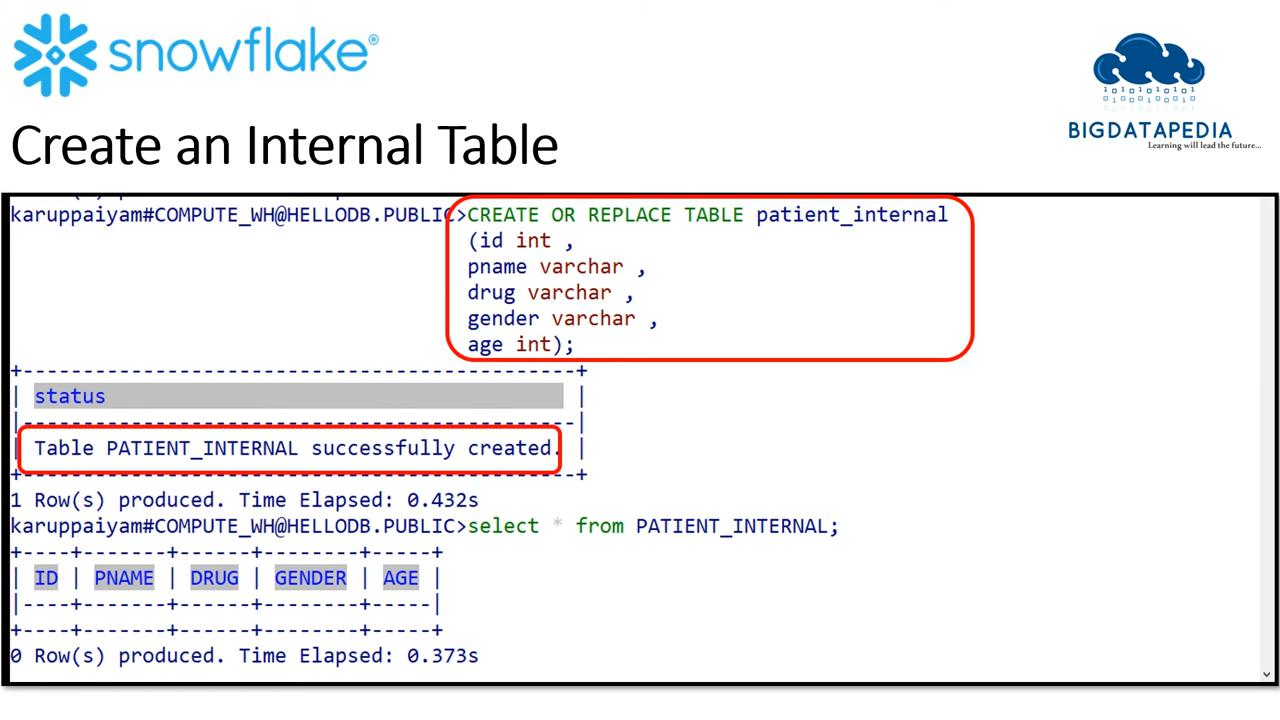 snowflake®
BIGDATAPEDIA
Learning will lead the future...
Create an Internal Table
karuppaiyam#COMPUTE_WH@HELLODB.PUBLIC>CREATE OR REPLACE TABLE patient_internal
(id int ,
pname varchar ,
drug varchar ,
gender varchar ,
age int);
+-----------------------------------------------+
| status |
|-----------------------------------------------|
| Table PATIENT_INTERNAL successfully created. |
+-----------------------------------------------+
1 Row(s) produced. Time Elapsed: 0.432s
karuppaiyam#COMPUTE_WH@HELLODB.PUBLIC>select * from PATIENT_INTERNAL;
+----+-------+------+--------+-----+
| ID | PNAME | DRUG | GENDER | AGE |
|----+-------+------+--------+-----|
+----+-------+------+--------+-----+
0 Row(s) produced. Time Elapsed: 0.373s